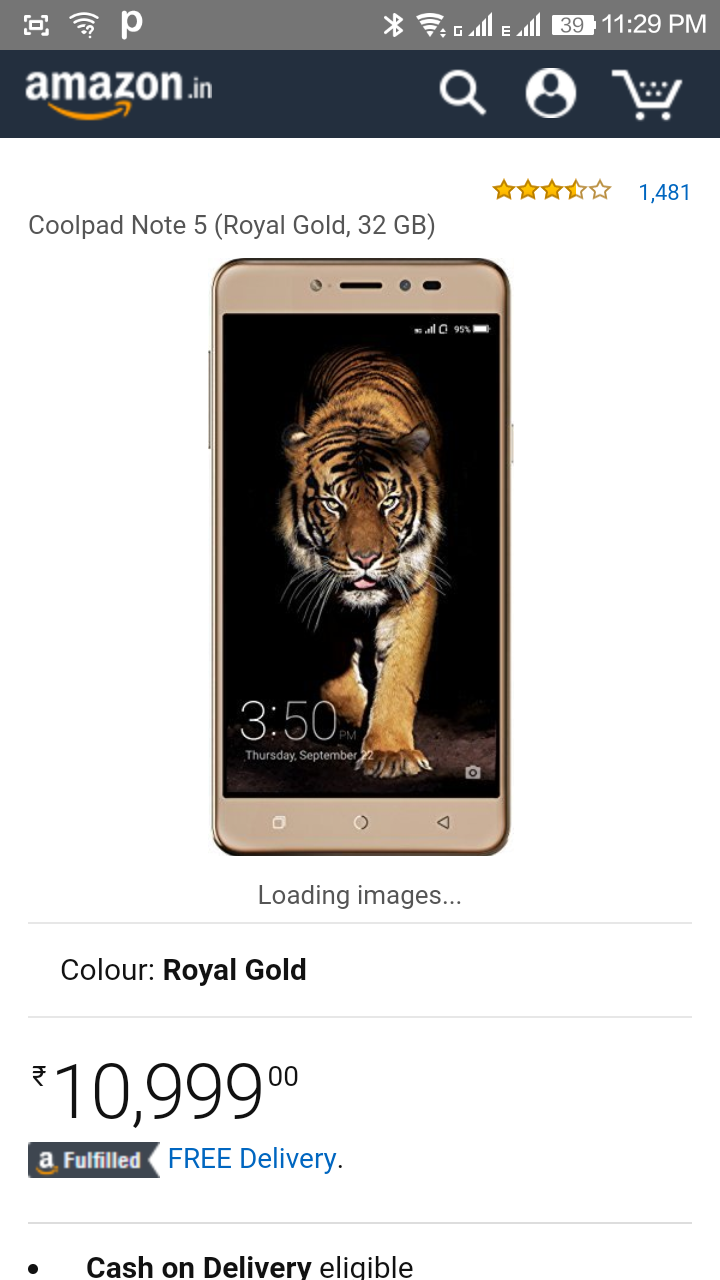 p G E 39 11:29 PM
amazon.in
1,481
Coolpad Note 5 (Royal Gold, 32 GB)
95%
3:50 PM
Thursday, September 22
Loading images...
Colour: Royal Gold
₹ 10,999 00
a Fulfilled FREE Delivery.
• Cash on Delivery eligible